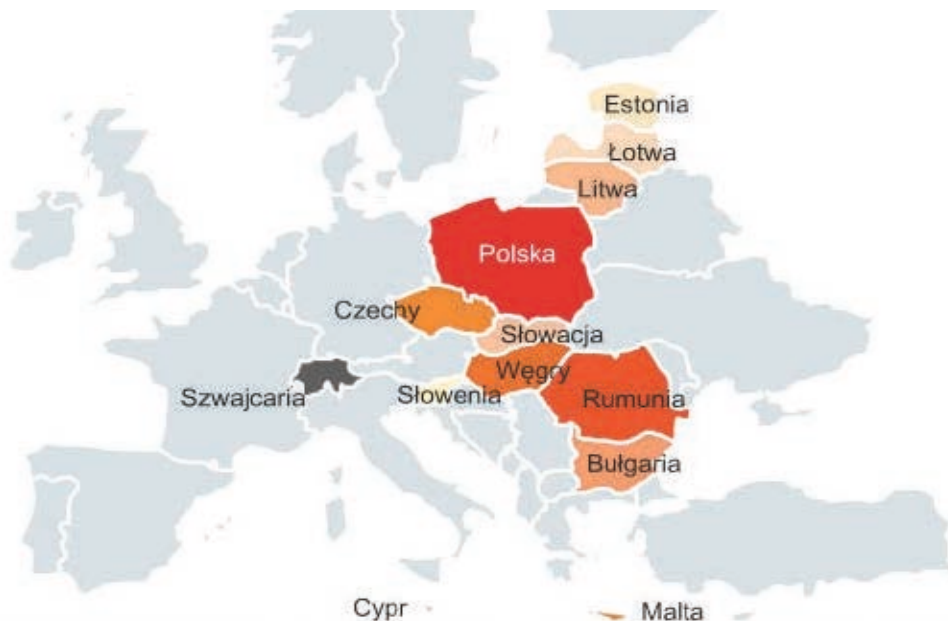 Estonia
Łotwa
Litwa
Polska
Czechy
Słowacja
Węgry
Szwajcaria
Słowenia
Rumunia
Bułgaria
Cypr
Malta